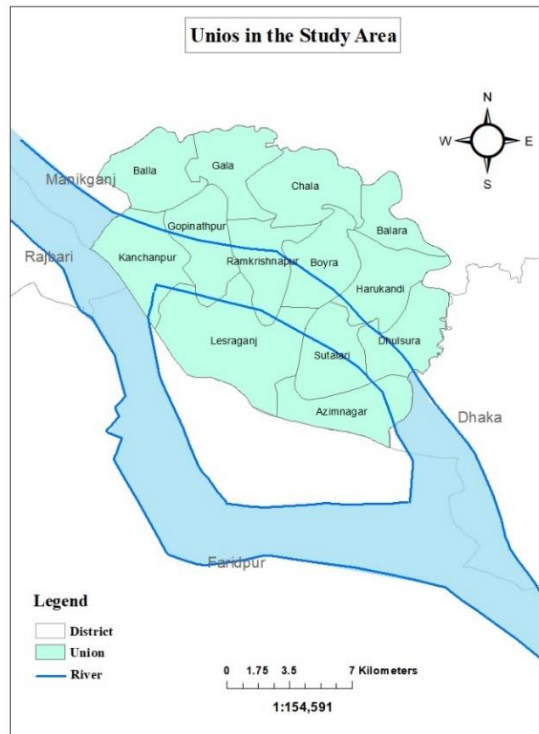 Unios in the Study Area
N
W E
S
Balla
Gala
Chala
Manikganj
Gopinathpur
Balara
Rajbari
Kanchanpur
Ramkrishnapur
Boyra
Harukandi
Lesraganj
Sutalari
Dhulsura
Azimnagar
Dhaka
Faridpur
Legend
District
Union
River
0 1.75 3.5 7 Kilometers
1:154,591